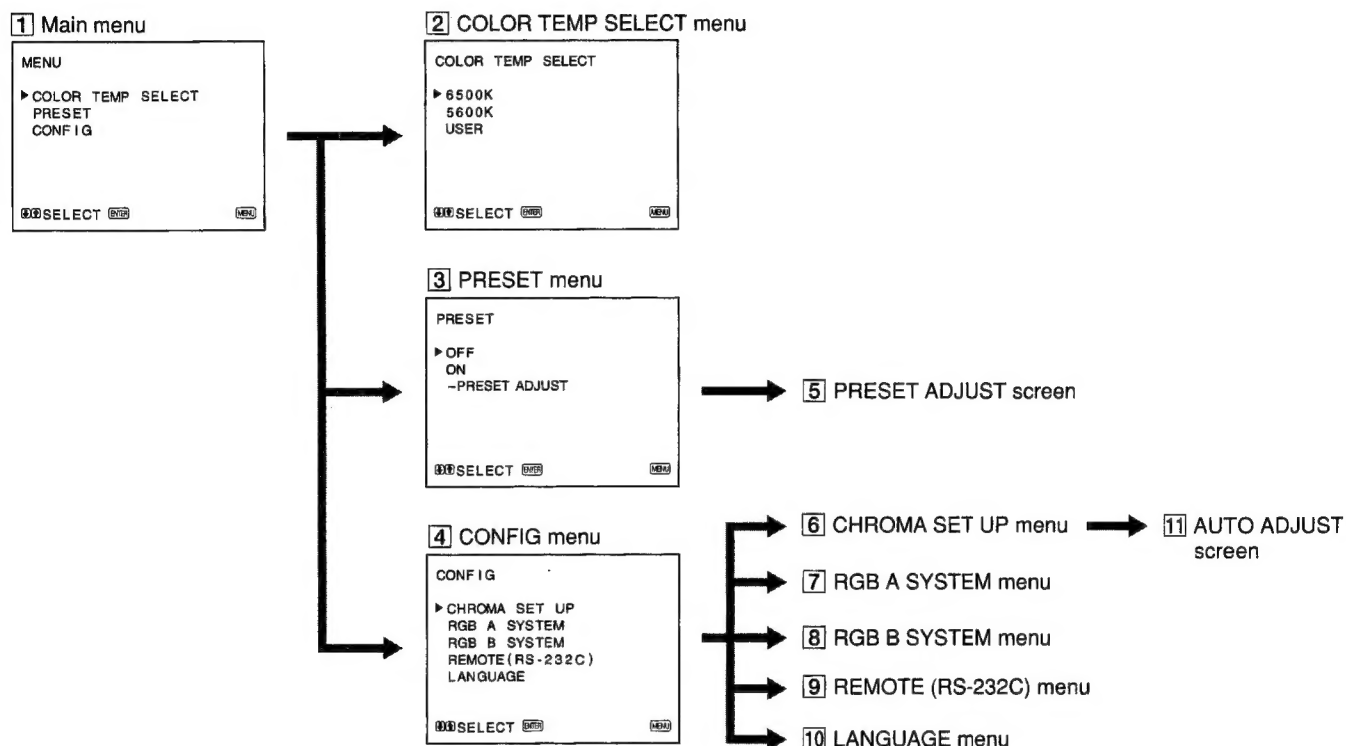 1 Main menu
MENU
▶COLOR TEMP SELECT
PRESET
CONFIG
SELECT ENTER MENU
2 COLOR TEMP SELECT menu
COLOR TEMP SELECT
▶6500K
5600K
USER
SELECT ENTER MENU
3 PRESET menu
PRESET
▶OFF
ON
–PRESET ADJUST
SELECT ENTER MENU
5 PRESET ADJUST screen
4 CONFIG menu
CONFIG
▶CHROMA SET UP
RGB A SYSTEM
RGB B SYSTEM
REMOTE(RS-232C)
LANGUAGE
SELECT ENTER MENU
6 CHROMA SET UP menu
11 AUTO ADJUST
screen
7 RGB A SYSTEM menu
8 RGB B SYSTEM menu
9 REMOTE (RS-232C) menu
10 LANGUAGE menu